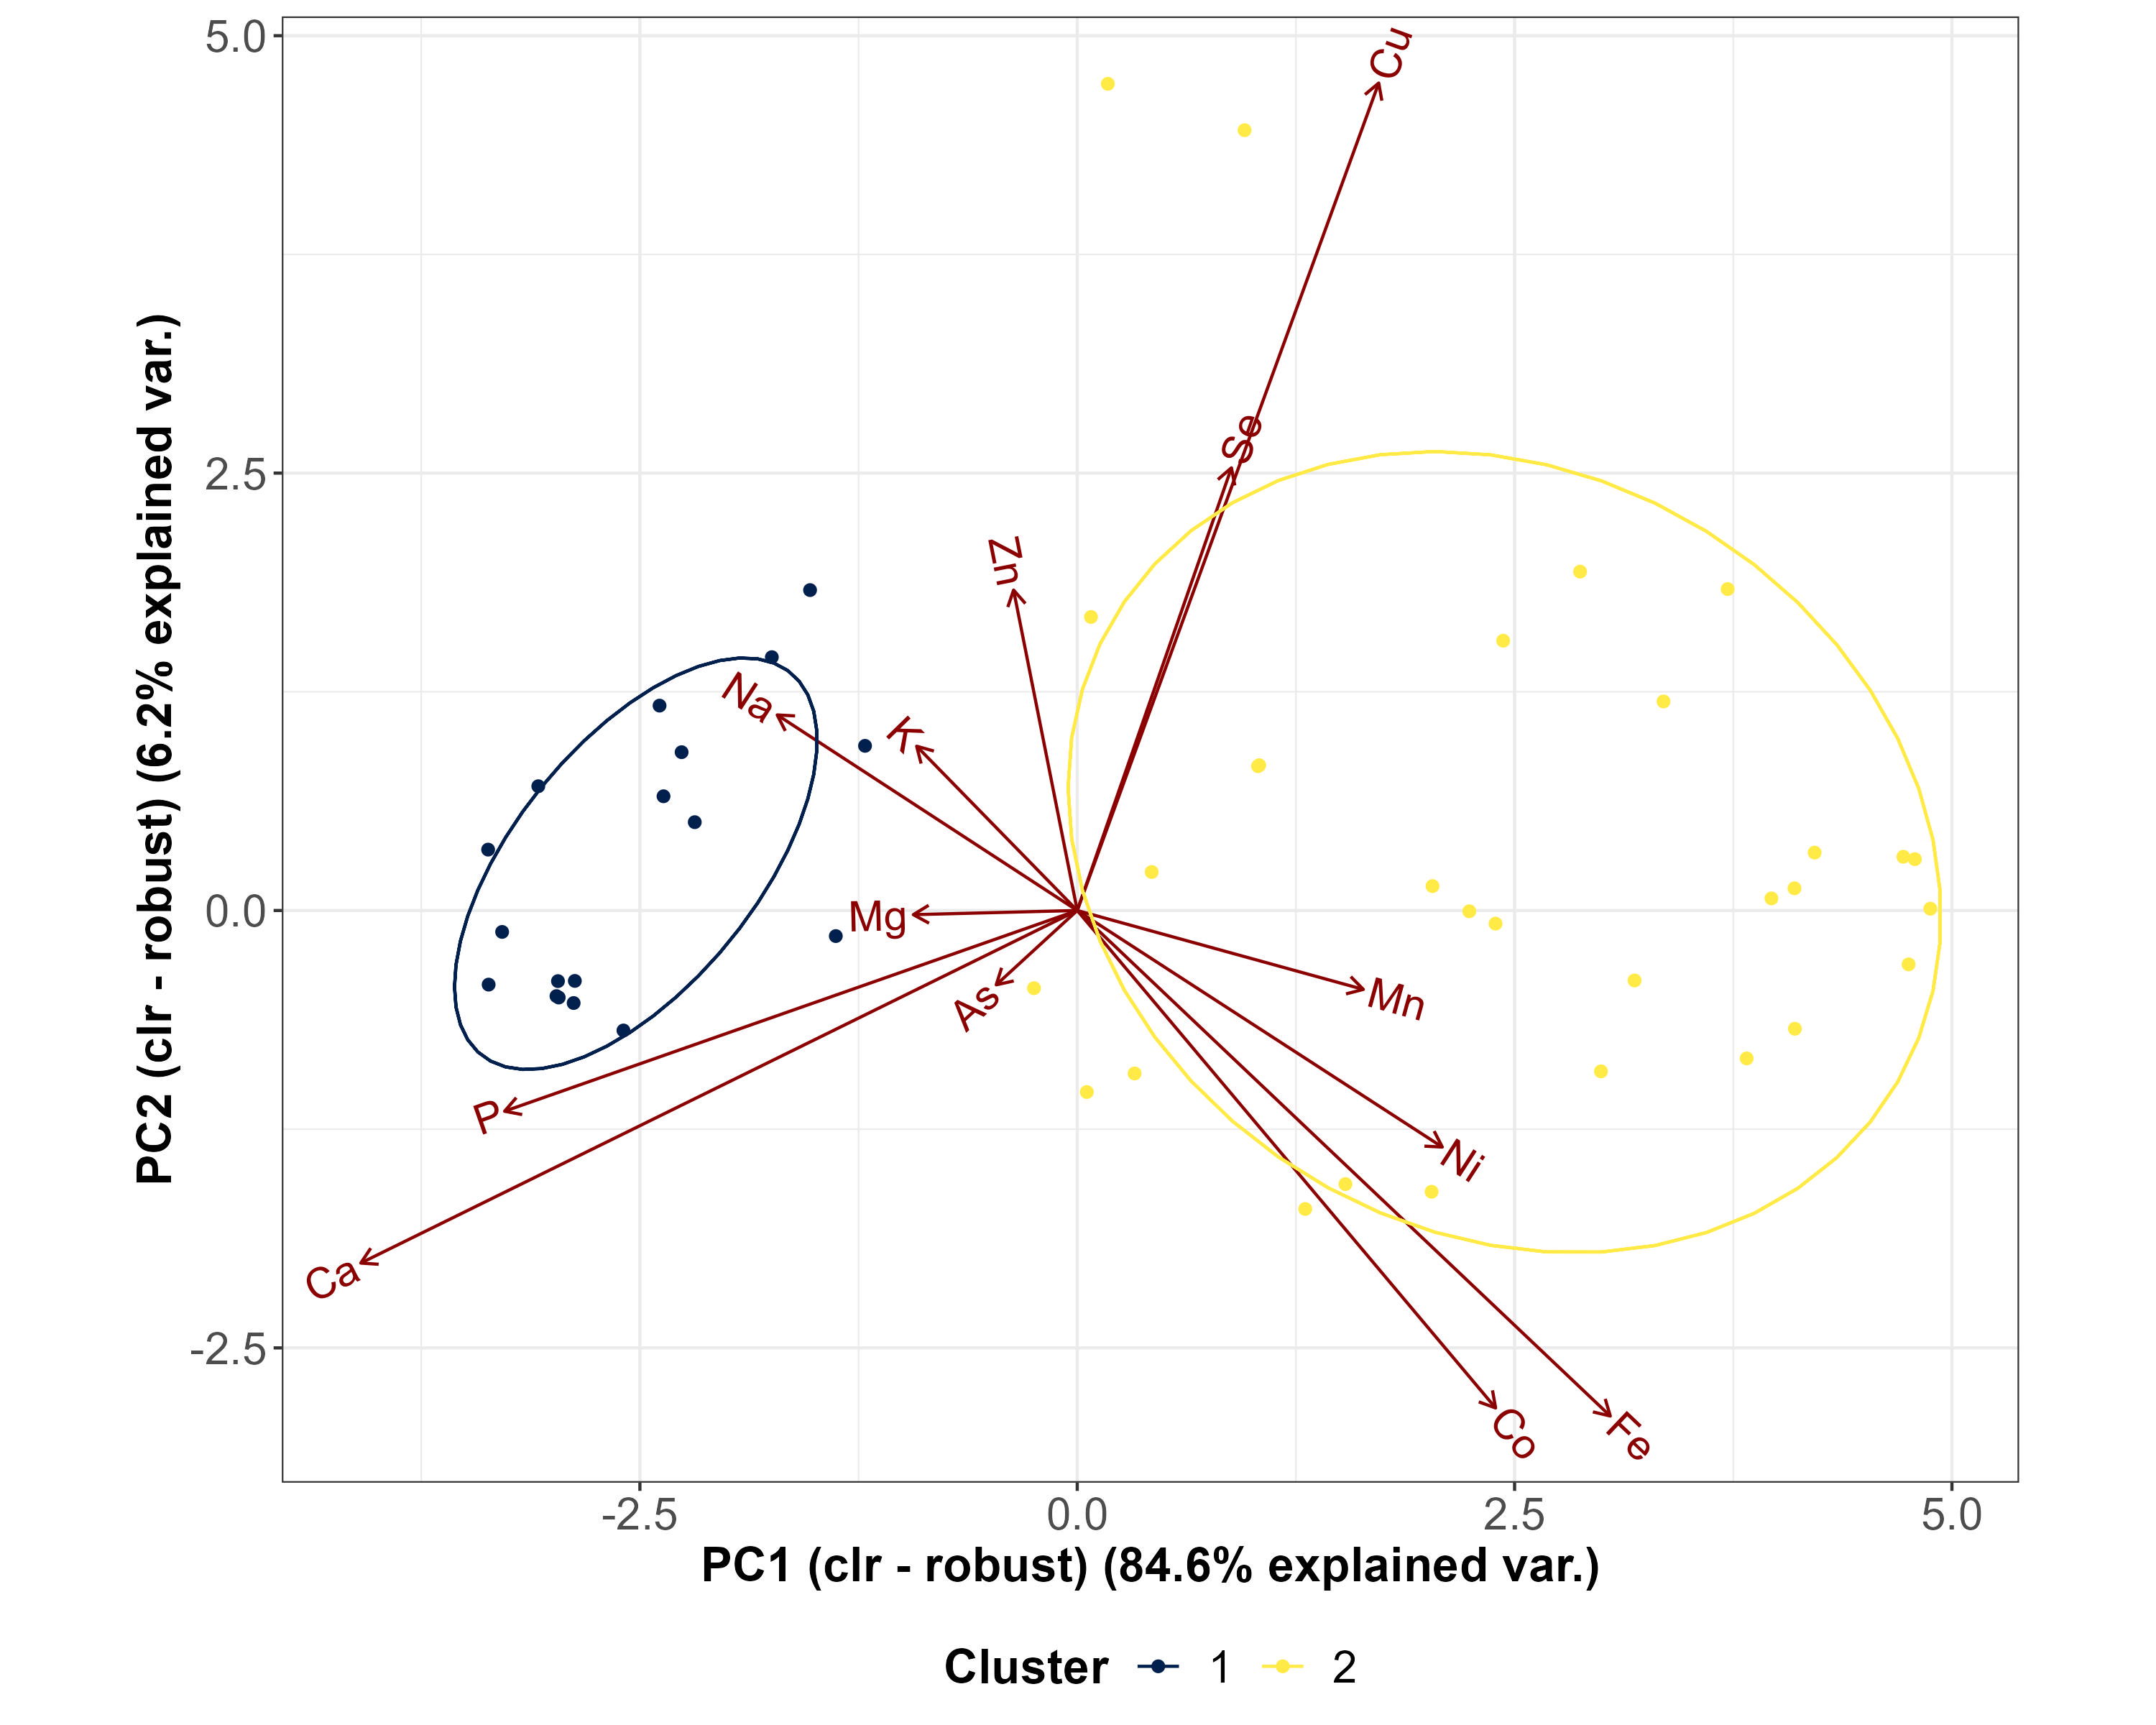 5.0
2.5
0.0
-2.5
PC2 (clr - robust) (6.2% explained var.)
Cu
Se
Zn
Na
K
Mg
As
Mn
P
Ni
Ca
Co
Fe
-2.5 0.0 2.5 5.0
PC1 (clr - robust) (84.6% explained var.)
Cluster 1 2